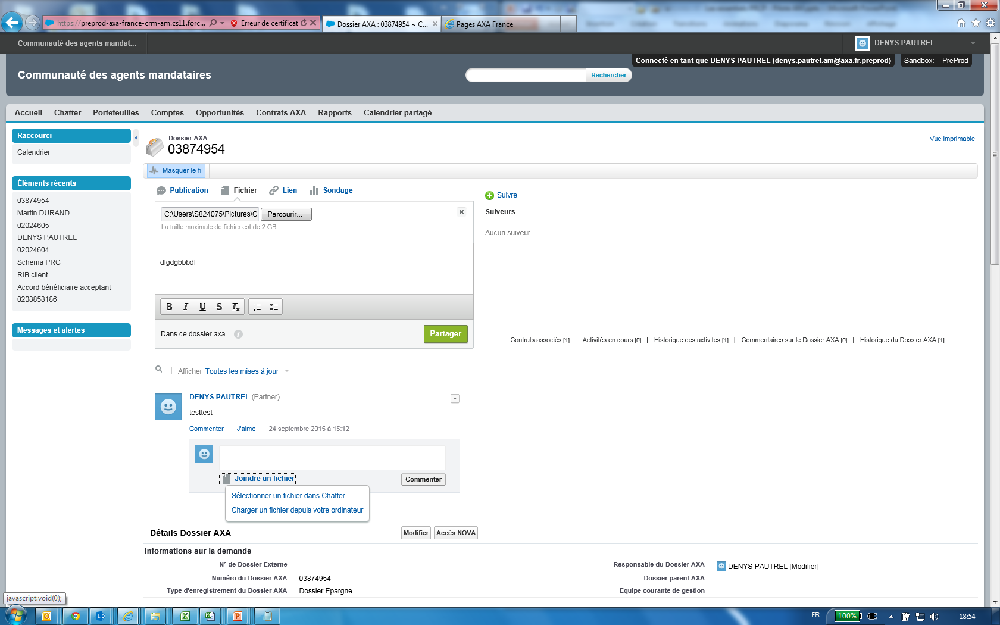 https://preprod-axa-france-crm-am.cs11.forc...
Erreur de certificat
Dossier AXA : 03874954 ~ C...
Pages AXA France
Communauté des agents mandat...
DENYS PAUTREL
Connecté en tant que DENYS PAUTREL (denys.pautrel.am@axa.fr.preprod)
Sandbox: PreProd
Communauté des agents mandataires
Rechercher
Accueil Chatter Portefeuilles Comptes Opportunités Contrats AXA Rapports Calendrier partagé
Raccourci
Calendrier
Éléments récents
03874954
Martin DURAND
02024605
DENYS PAUTREL
02024604
Schema PRC
RIB client
Accord bénéficiaire acceptant
0208858186
Messages et alertes
Dossier AXA
03874954
Vue imprimable
Masquer le fil
Publication Fichier Lien Sondage
C:\Users\S824075\Pictures\C
Parcourir...
La taille maximale de fichier est de 2 GB
dfgdgbbbdf
B I U S Tx
Dans ce dossier axa
Partager
Suivre
Suiveurs
Aucun suiveur.
Contrats associés [1] | Activités en cours [0] | Historique des activités [1] | Commentaires sur le Dossier AXA [0] | Historique du Dossier AXA [1]
Afficher Toutes les mises à jour
DENYS PAUTREL (Partner)
testtest
Commenter · J'aime · 24 septembre 2015 à 15:12
Joindre un fichier
Commenter
Sélectionner un fichier dans Chatter
Charger un fichier depuis votre ordinateur
Détails Dossier AXA
Modifier
Accès NOVA
Informations sur la demande
N° de Dossier Externe
Responsable du Dossier AXA DENYS PAUTREL [Modifier]
Numéro du Dossier AXA 03874954
Dossier parent AXA
Type d'enregistrement du Dossier AXA Dossier Epargne
Equipe courante de gestion
javascript:void(0);
FR
100%
18:54